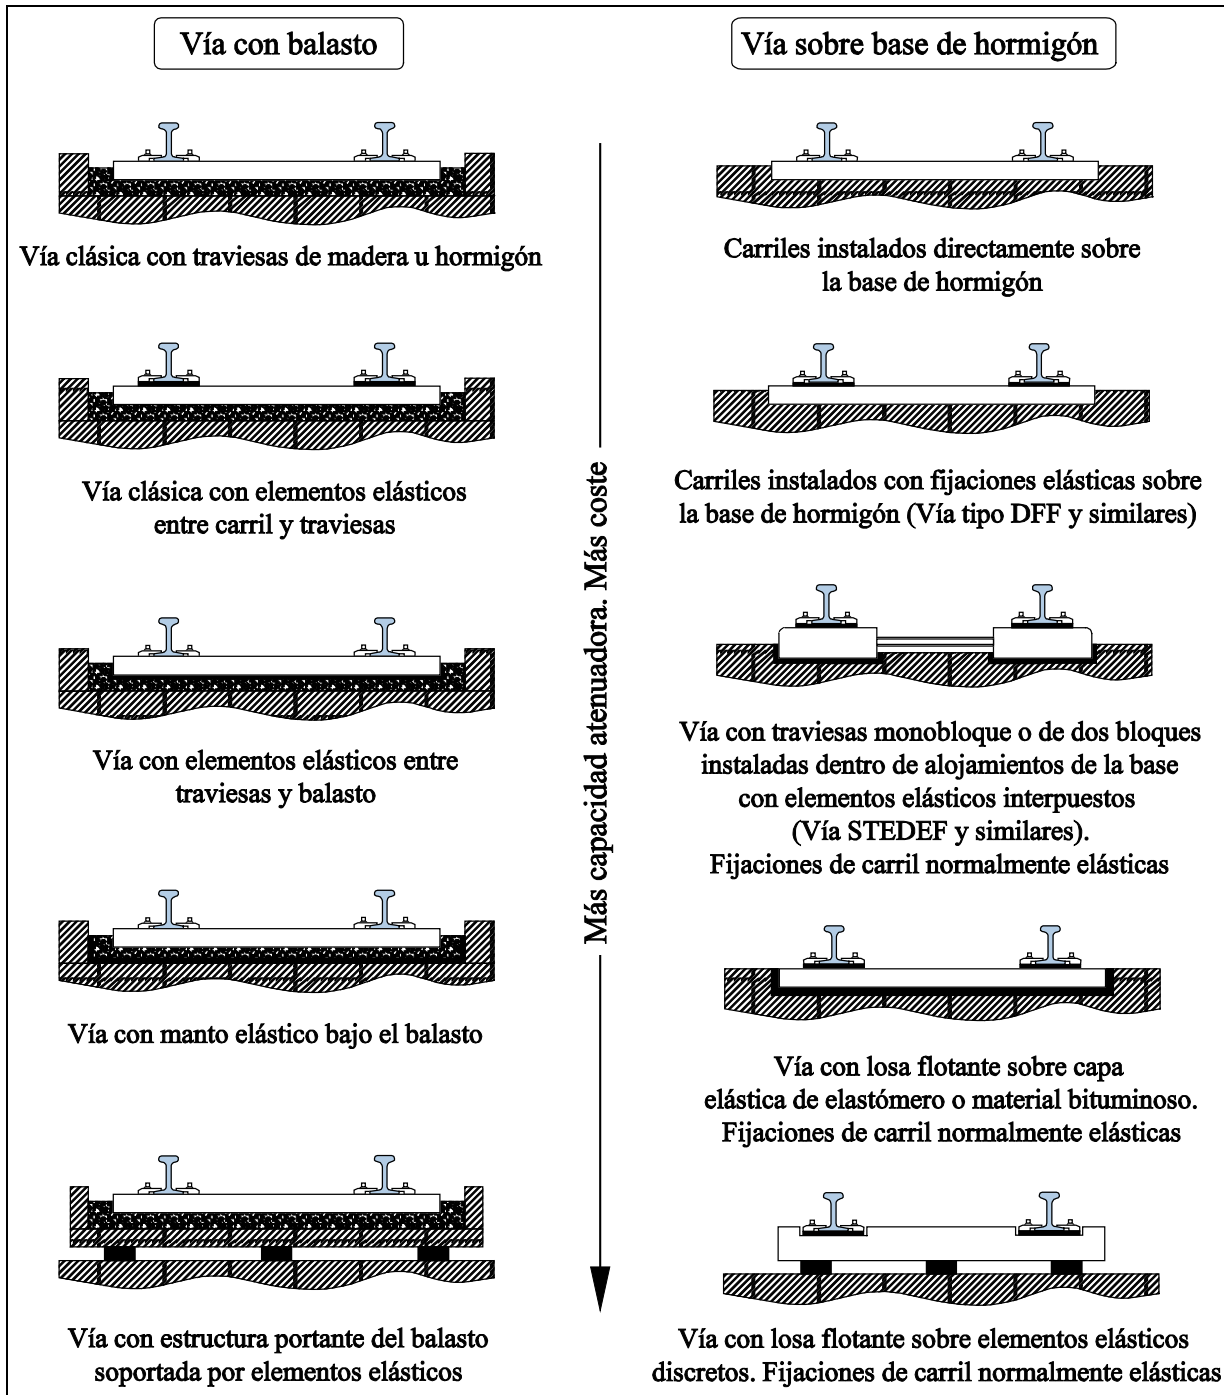 Vía con balasto
Vía clásica con traviesas de madera u hormigón
Vía clásica con elementos elásticos
entre carril y traviesas
Vía con elementos elásticos entre
traviesas y balasto
Vía con manto elástico bajo el balasto
Vía con estructura portante del balasto
soportada por elementos elásticos
Más capacidad atenuadora. Más coste
Vía sobre base de hormigón
Carriles instalados directamente sobre
la base de hormigón
Carriles instalados con fijaciones elásticas sobre
la base de hormigón (Vía tipo DFF y similares)
Vía con traviesas monobloque o de dos bloques
instaladas dentro de alojamientos de la base
con elementos elásticos interpuestos
(Vía STEDEF y similares).
Fijaciones de carril normalmente elásticas
Vía con losa flotante sobre capa
elástica de elastómero o material bituminoso.
Fijaciones de carril normalmente elásticas
Vía con losa flotante sobre elementos elásticos
discretos. Fijaciones de carril normalmente elásticas